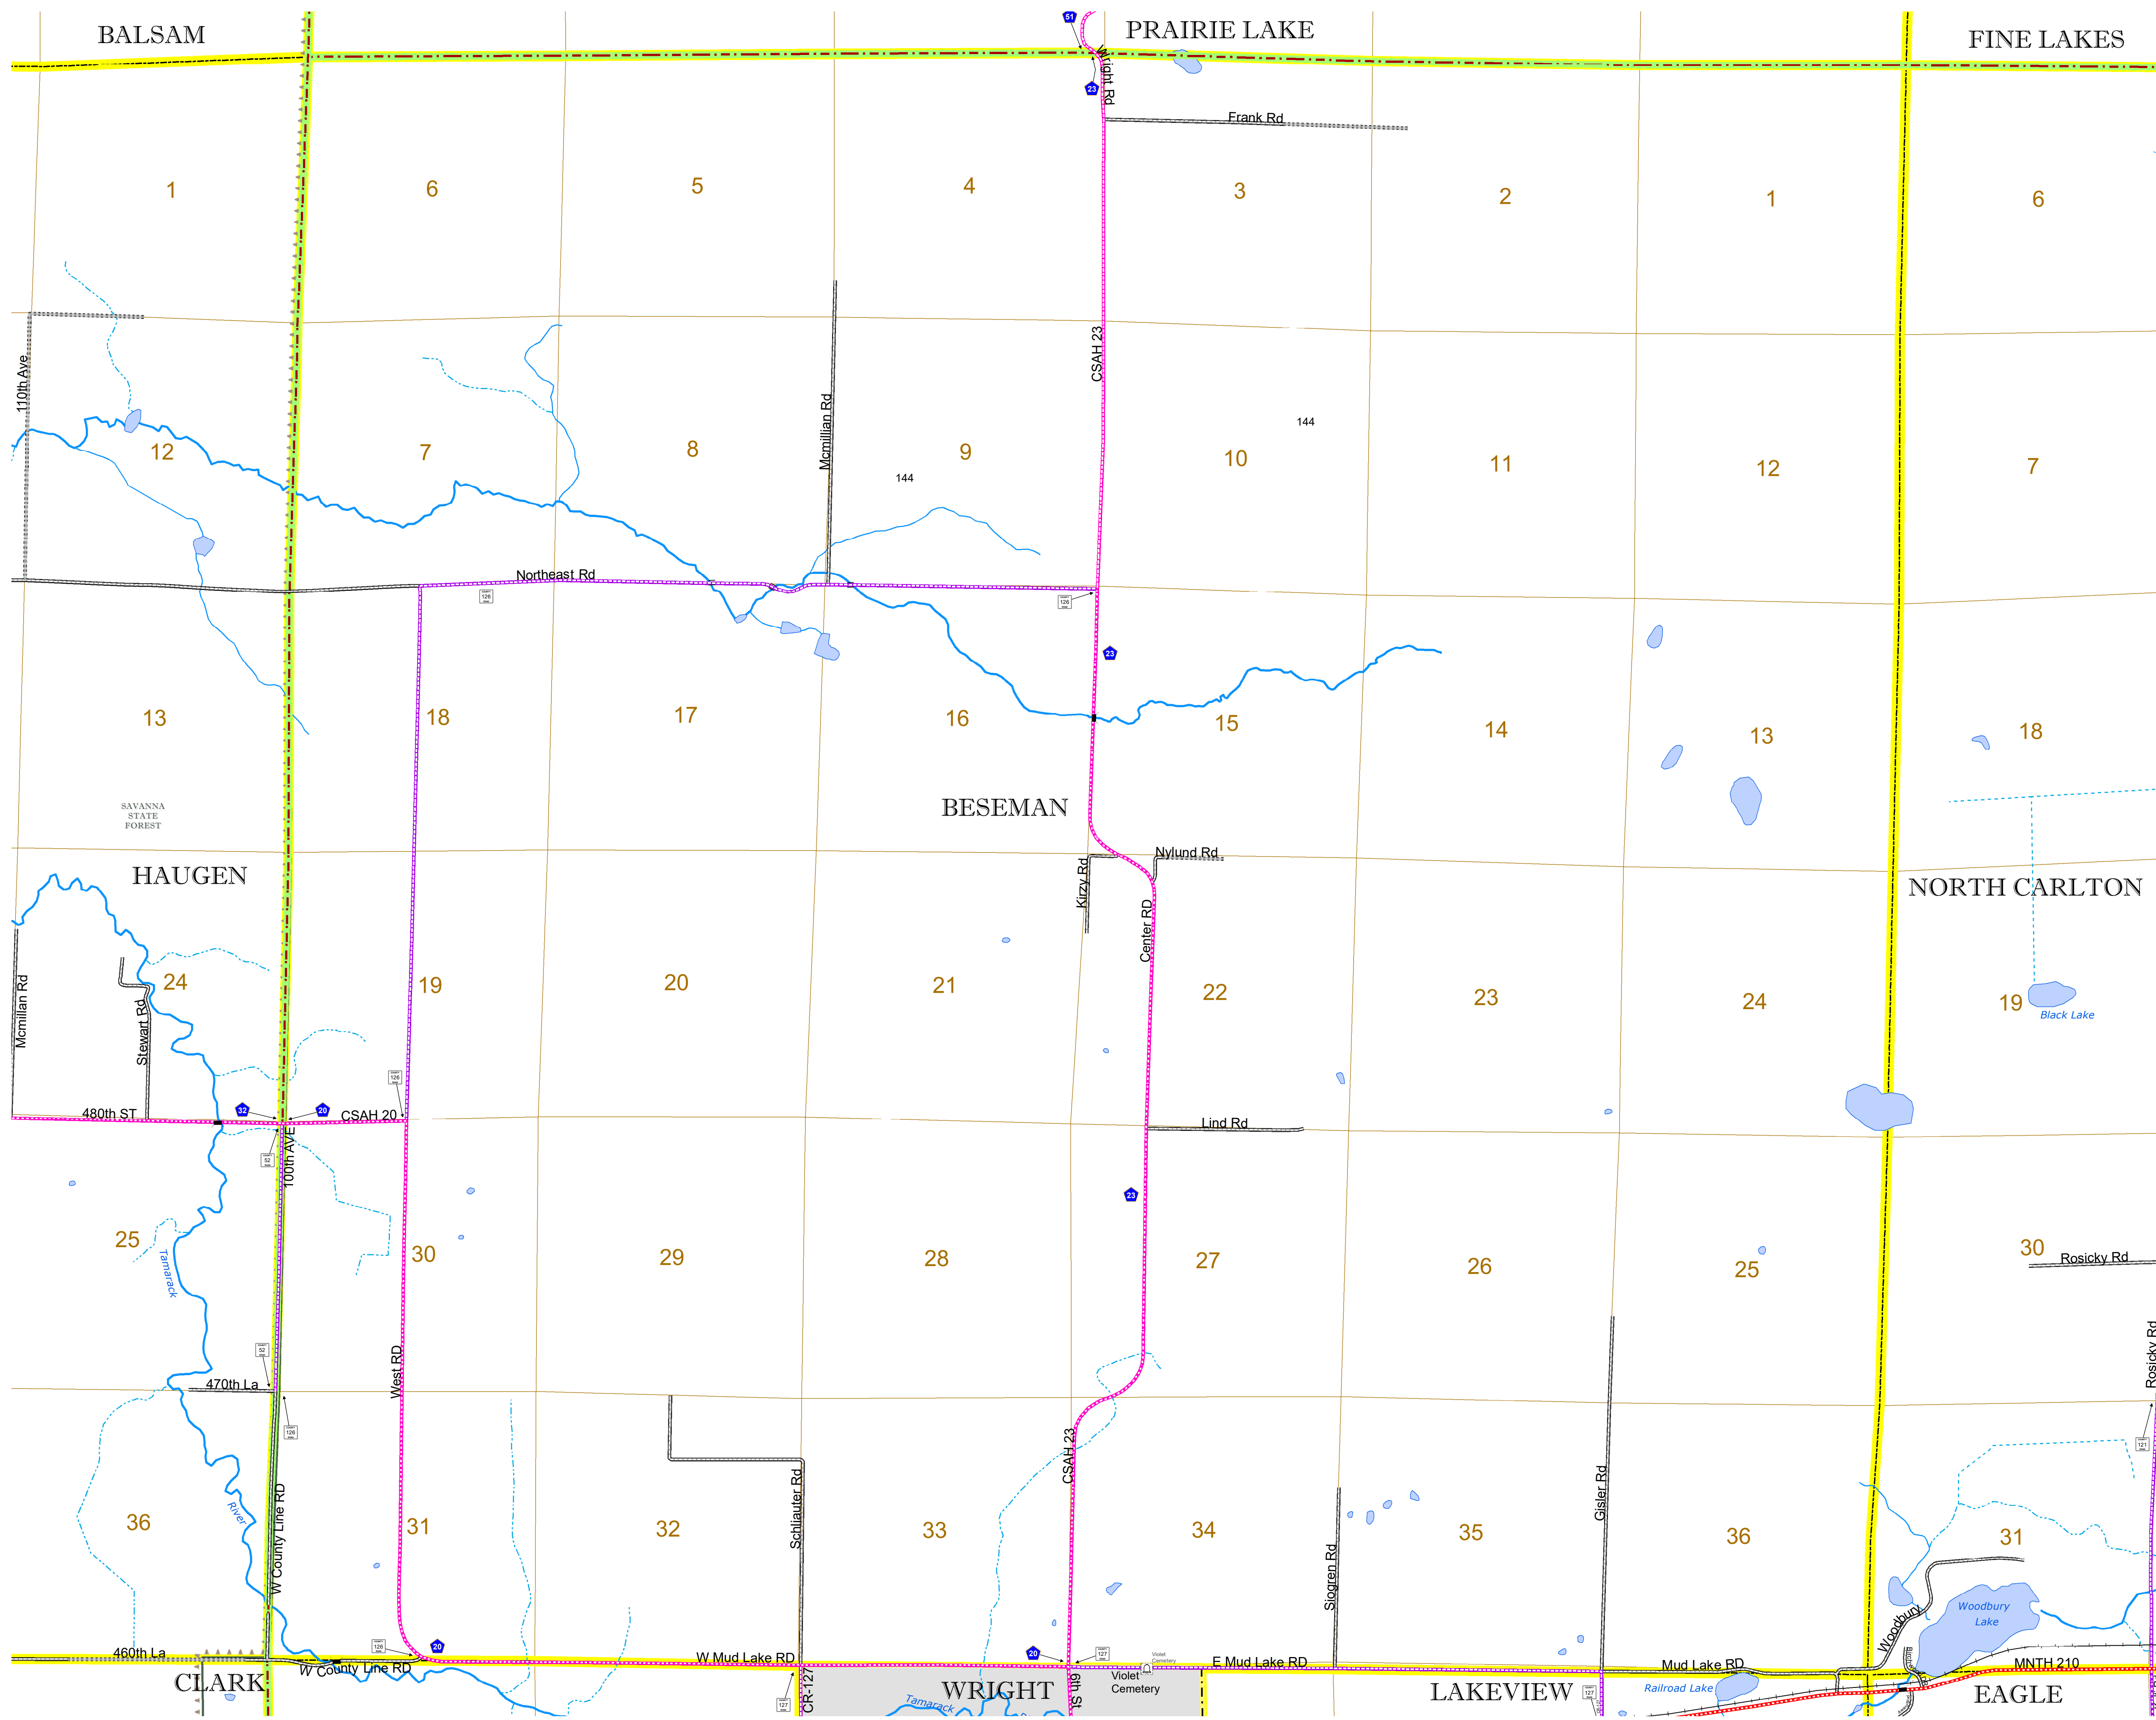 BALSAM
51
PRAIRIE LAKE
FINE LAKES
Wright Rd
23
Frank Rd
1
6
5
4
3
2
1
6
110th Ave
CSAH 23
Mcmillian Rd
144
12
7
8
9
10
11
12
7
144
Northeast Rd
126
126
23
13
18
17
16
15
14
13
18
SAVANNA
STATE
FOREST
BESEMAN
HAUGEN
Nylund Rd
Kirzy Rd
NORTH CARLTON
Center RD
24
19
20
21
22
23
24
19
Black Lake
Mcmillan Rd
Stewart Rd
126
480th ST
32
20
CSAH 20
Lind Rd
52
100th AVE
23
25
30
29
28
27
26
25
30
Rosicky Rd
Tamarack
52
West RD
Rosicky Rd
470th La
126
121
CSAH 23
Schliauter Rd
Gisler Rd
W County Line RD
River
36
31
32
33
34
35
36
31
Siogren Rd
Woodbury
Lake
Woodbury
460th La
126
20
W Mud Lake RD
20
127
Violet
Cemetery
E Mud Lake RD
Mud Lake RD
MNTH 210
W County Line RD
CLARK
127
CR-127
WRIGHT
Tamarack
9th St
Violet
Cemetery
LAKEVIEW
127
Railroad Lake
EAGLE